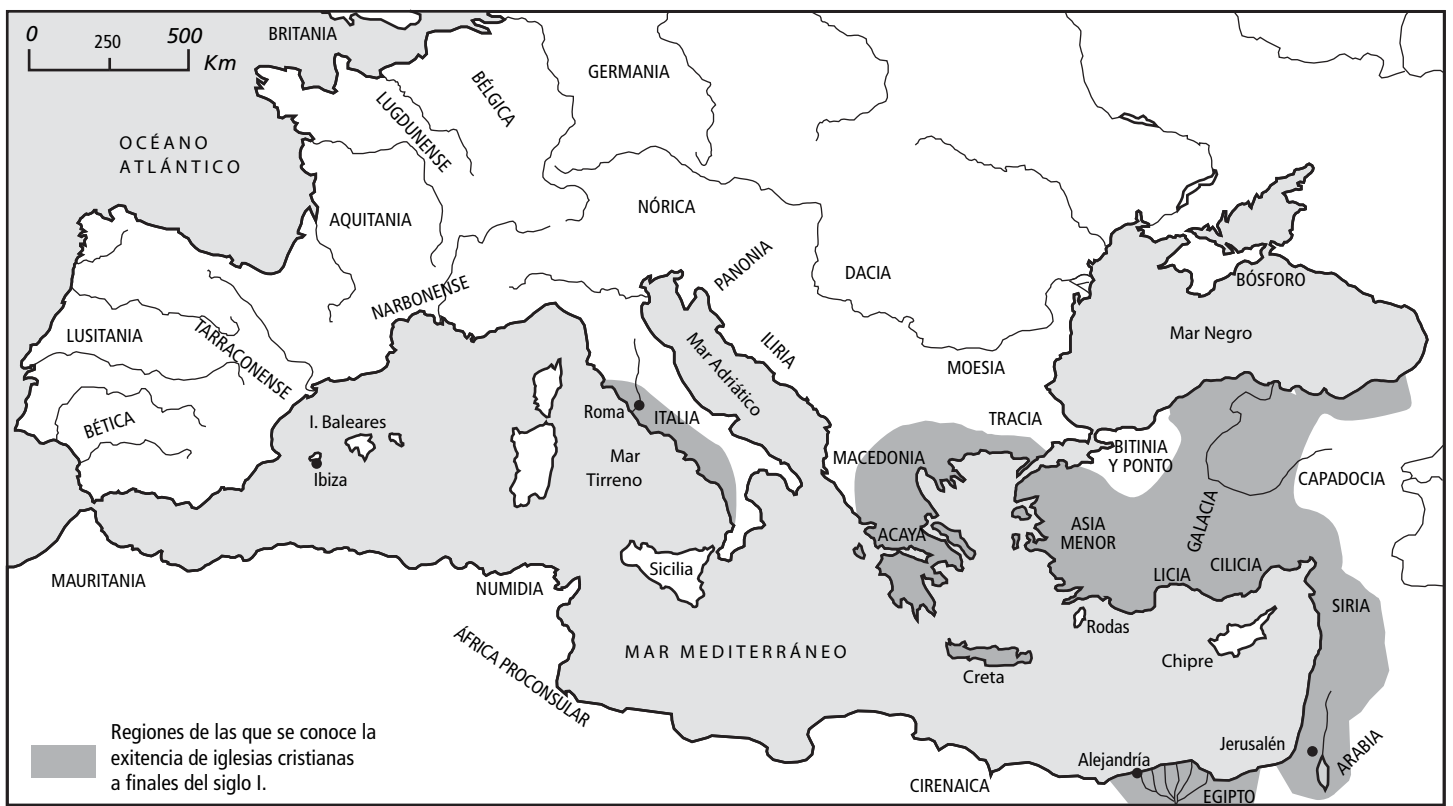 0 250 500
Km
BRITANIA
GERMANIA
BÉLGICA
LUGDUNENSE
OCÉANO
ATLÁNTICO
AQUITANIA
NÓRICA
PANONIA
DACIA
BÓSFORO
NARBONENSE
LUSITANIA
TARRACONENSE
Mar Adriático
ILIRIA
Mar Negro
MOESIA
BÉTICA
I. Baleares
Ibiza
Roma
ITALIA
TRACIA
Mar
Tirreno
MACEDONIA
BITINIA
Y PONTO
CAPADOCIA
ACAYA
ASIA
MENOR
GALACIA
MAURITANIA
NUMIDIA
Sicilia
LICIA
CILICIA
SIRIA
Rodas
ÁFRICA PROCONSULAR
MAR MEDITERRÁNEO
Creta
Chipre
Regiones de las que se conoce la
exitencia de iglesias cristianas
a finales del siglo I.
Jerusalén
ARABIA
Alejandría
CIRENAICA
EGIPTO